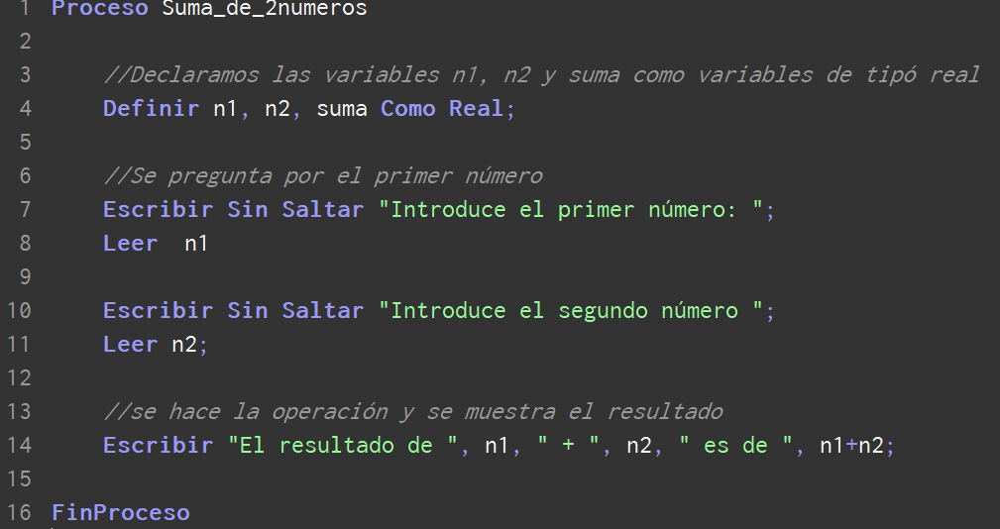 1 Proceso Suma_de_2numeros
2
3 //Declaramos las variables n1, n2 y suma como variables de tipó real
4 Definir n1, n2, suma Como Real;
5
6 //Se pregunta por el primer número
7 Escribir Sin Saltar "Introduce el primer número: ";
8 Leer  n1
9
10 Escribir Sin Saltar "Introduce el segundo número ";
11 Leer n2;
12
13 //se hace la operación y se muestra el resultado
14 Escribir "El resultado de ", n1, " + ", n2, " es de ", n1+n2;
15
16 FinProceso